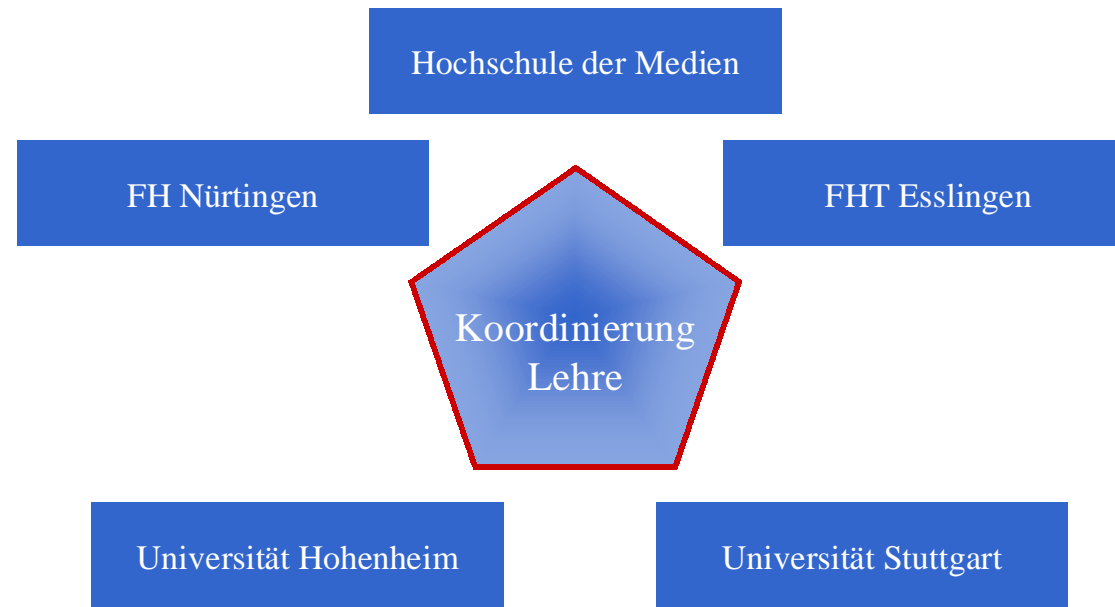 Hochschule der Medien
FH Nürtingen
FHT Esslingen
Koordinierung
Lehre
Universität Hohenheim
Universität Stuttgart